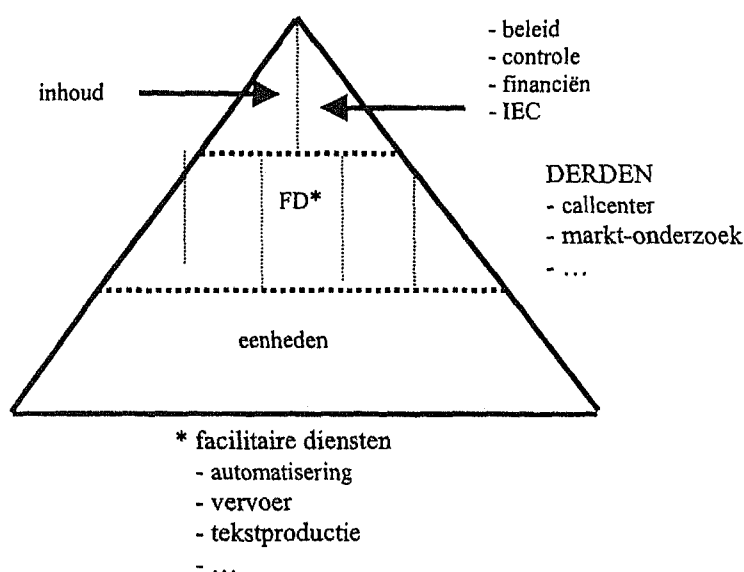 inhoud
- beleid
- controle
- financiën
- IEC
FD*
DERDEN
- callcenter
- markt-onderzoek
- ...
eenheden
* facilitaire diensten
- automatisering
- vervoer
- tekstproductie
- ...